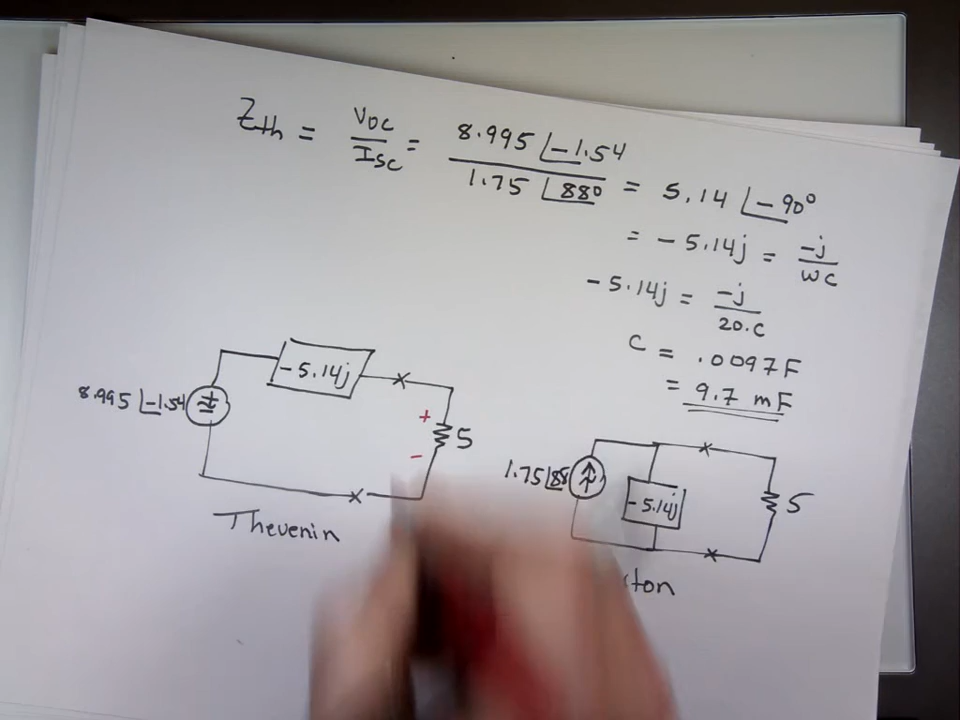 Zth = Voc/Isc = 8.995 ∠-1.54 / 1.75 ∠88° = 5.14 ∠-90°
= -5.14j = -j/ωC
-5.14j = -j/20.C
C = .0097F
= 9.7 mF
8.995 ∠-1.54
-5.14j
+
-
5
Thevenin
1.75∠88
-5.14j
5